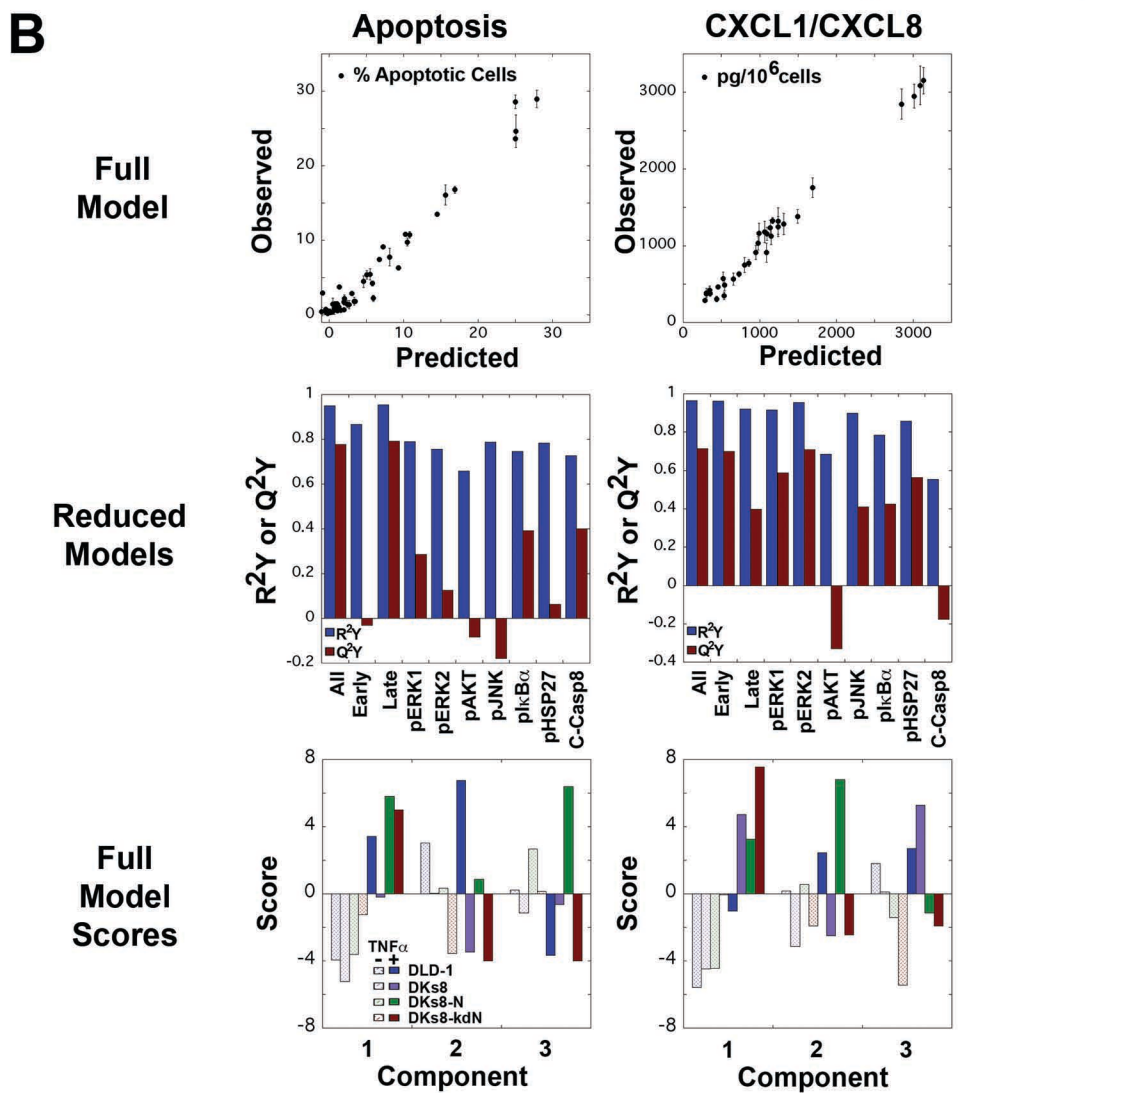 B
Apoptosis
CXCL1/CXCL8
Full
Model
Observed
30
20
10
0
% Apoptotic Cells
0 10 20 30
Predicted
Observed
3000
2000
1000
0
pg/10⁶cells
0 1000 2000 3000
Predicted
Reduced
Models
R²Y or Q²Y
1
0.8
0.6
0.4
0.2
0
-0.2
R²Y
Q²Y
All
Early
Late
pERK1
pERK2
pAKT
pJNK
pIκBα
pHSP27
C-Casp8
R²Y or Q²Y
1
0.8
0.6
0.4
0.2
0
-0.2
-0.4
R²Y
Q²Y
All
Early
Late
pERK1
pERK2
pAKT
pJNK
pIκBα
pHSP27
C-Casp8
Full
Model
Scores
Score
8
4
0
-4
-8
TNFα
- +
DLD-1
DKs8
DKs8-N
DKs8-kdN
1 2 3
Component
Score
8
4
0
-4
-8
1 2 3
Component